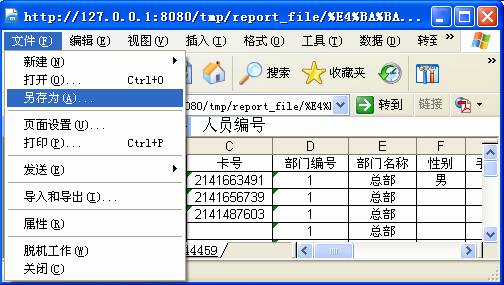 http://127.0.0.1:8080/tmp/report_file/%E4%BA%BA...
文件(F) 编辑(E) 视图(V) 插入(I) 格式(O) 工具(T) 数据(D) 转至
新建(N)
打开(O)... Ctrl+O
另存为(A)...
页面设置(U)...
打印(P)... Ctrl+P
发送(E)
导入和导出(I)...
属性(R)
脱机工作(W)
关闭(C)
搜索 收藏夹
080/tmp/report_file/%E4% 转到 链接
人员编号
C D E F
卡号 部门编号 部门名称 性别
2141663491 1 总部 男
2141656739 1 总部
2141487603 1 总部
1 总部
44459